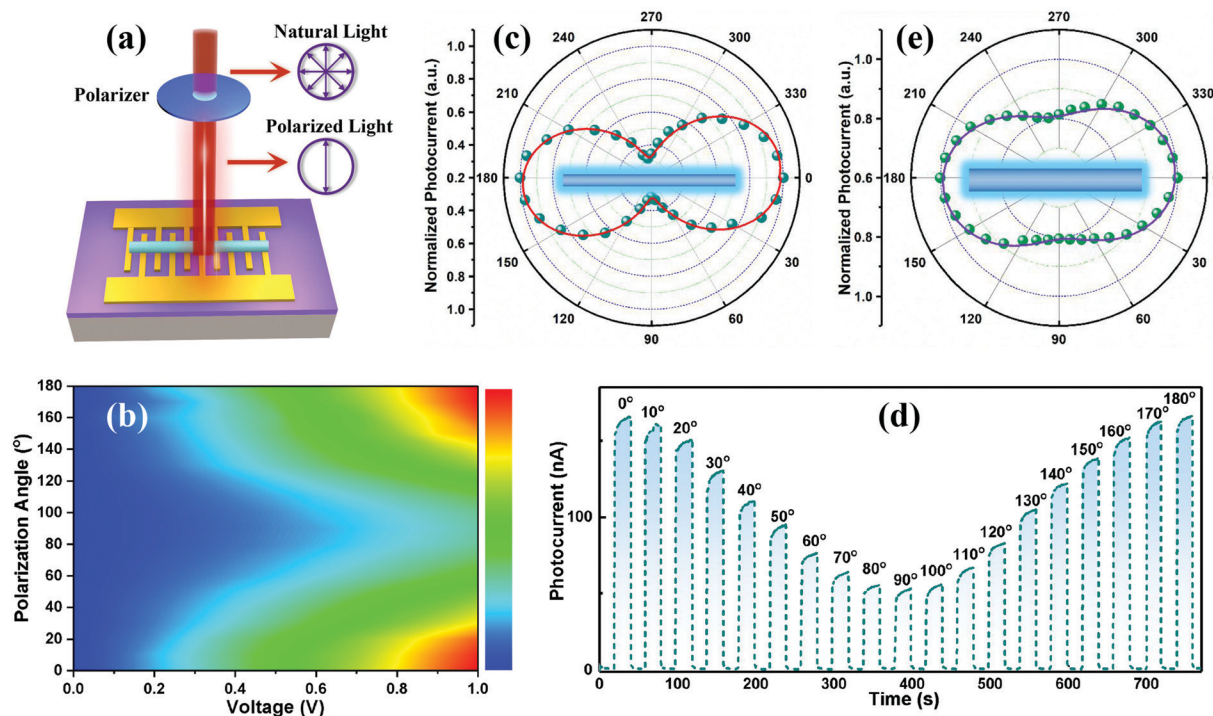 (a)
Natural Light
Polarizer
Polarized Light
(c)
Normalized Photocurrent (a.u.)
1.0
0.8
0.6
0.4
0.2
0.4
0.6
0.8
1.0
270
300
330
0
30
60
90
120
150
180
210
240
(e)
Normalized Photocurrent (a.u.)
1.0
0.8
0.6
0.8
1.0
270
300
330
0
30
60
90
120
150
180
210
240
(b)
Polarization Angle (°)
180
160
140
120
100
80
60
40
20
0
0.0 0.2 0.4 0.6 0.8 1.0
Voltage (V)
(d)
Photocurrent (nA)
100
0
0° 10° 20° 30° 40° 50° 60° 70° 80° 90° 100° 110° 120° 130° 140° 150° 160° 170° 180°
0 100 200 300 400 500 600 700
Time (s)